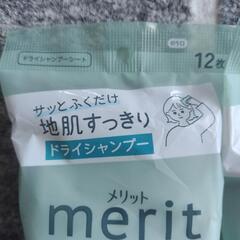 ドライシャンプーシート
12枚
サッとふくだけ
地肌すっきり
ドライシャンプー
メリット
merit